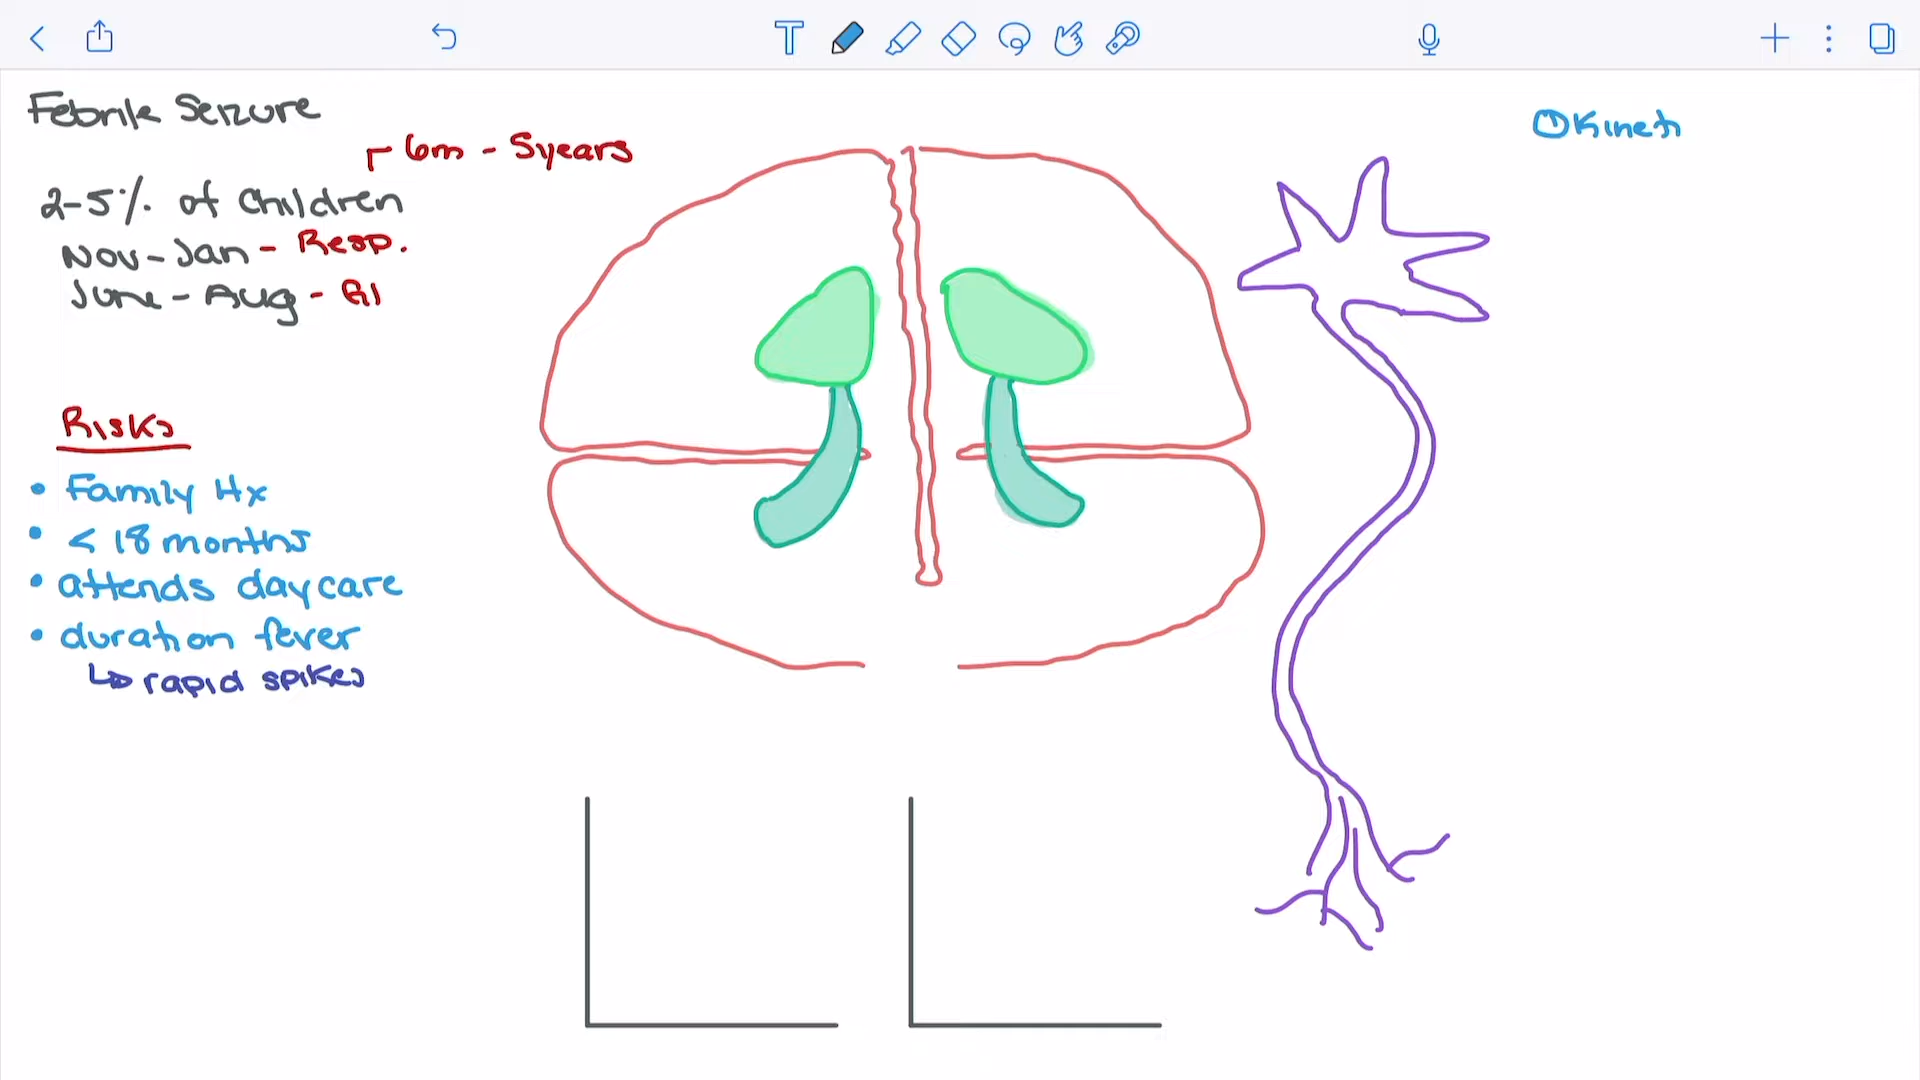 Febrile Seizure
6m - 5years
2-5% of Children
Nov-Jan - Resp.
June - Aug - GI
Risks
• Family Hx
• < 18 months
• attends daycare
• duration fever
↳ rapid spikes
① Kineti